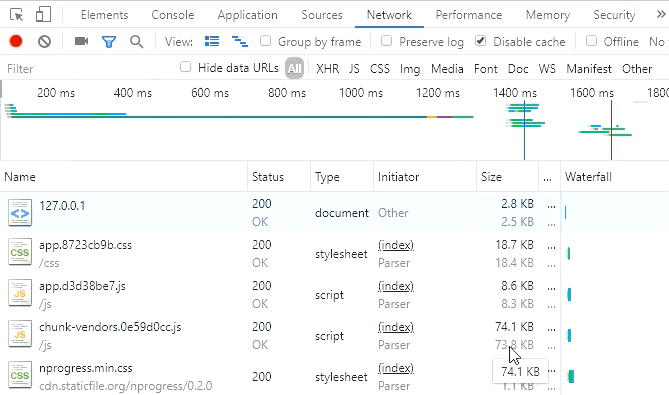 Elements Console Application Sources Network Performance Memory Security
View: Group by frame Preserve log Disable cache Offline No
Filter Hide data URLs All XHR JS CSS Img Media Font Doc WS Manifest Other
200 ms 400 ms 600 ms 800 ms 1000 ms 1200 ms 1400 ms 1600 ms 1800
Name Status Type Initiator Size ... Waterfall
127.0.0.1 200 document Other 2.8 KB ...
OK 2.5 KB ...
app.8723cb9b.css 200 stylesheet (index) 18.7 KB ...
/css OK Parser 18.4 KB ...
app.d3d38be7.js 200 script (index) 8.6 KB ...
/js OK Parser 8.3 KB ...
chunk-vendors.0e59d0cc.js 200 script (index) 74.1 KB ...
/js OK Parser 73.8 KB ...
nprogress.min.css 200 stylesheet (index) 74.1 KB ...
cdn.staticfile.org/nprogress/0.2.0 Parser 1.1 KB ...